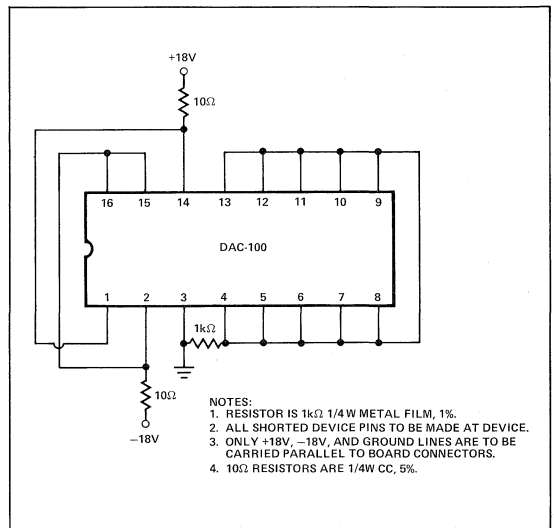 +18V
10Ω
16 15 14 13 12 11 10 9
DAC-100
1 2 3 4 5 6 7 8
1kΩ
10Ω
−18V
NOTES:
1. RESISTOR IS 1kΩ 1/4 W METAL FILM, 1%.
2. ALL SHORTED DEVICE PINS TO BE MADE AT DEVICE.
3. ONLY +18V, −18V, AND GROUND LINES ARE TO BE
CARRIED PARALLEL TO BOARD CONNECTORS.
4. 10Ω RESISTORS ARE 1/4W CC, 5%.